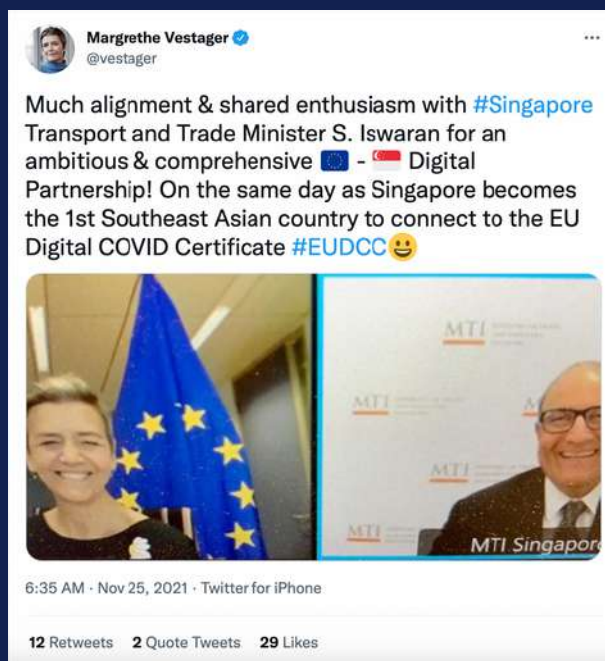 Margrethe Vestager
@vestager
Much alignment & shared enthusiasm with #Singapore
Transport and Trade Minister S. Iswaran for an
ambitious & comprehensive 🇪🇺 - 🇸🇬 Digital
Partnership! On the same day as Singapore becomes
the 1st Southeast Asian country to connect to the EU
Digital COVID Certificate #EUDCC😀
MTI
MTI
MTI
MTI
MTI Singapore
6:35 AM · Nov 25, 2021 · Twitter for iPhone
12 Retweets 2 Quote Tweets 29 Likes